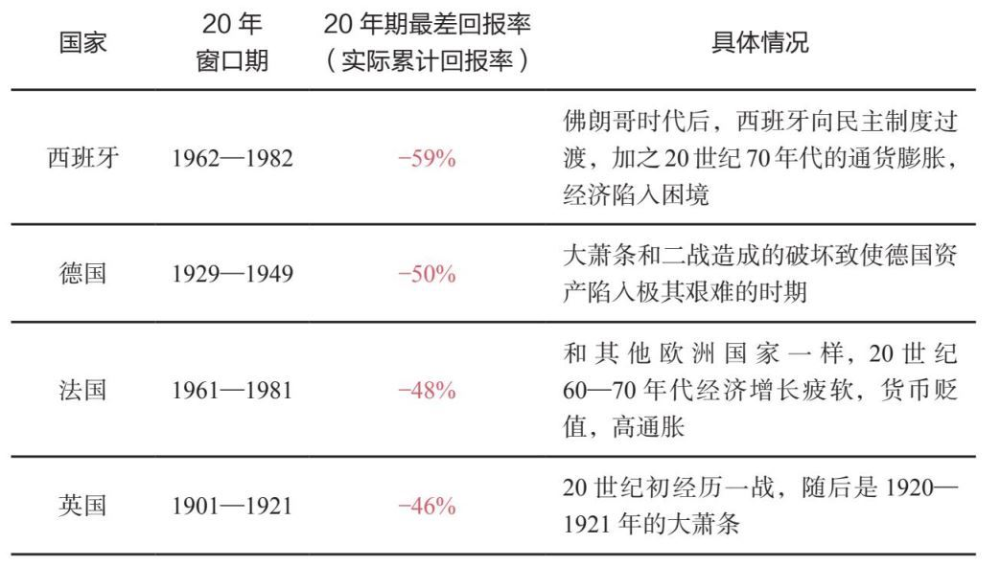 国家
20 年
窗口期
20 年期最差回报率
（实际累计回报率）
具体情况
西班牙
1962—1982
−59%
佛朗哥时代后，西班牙向民主制度过
渡，加之20世纪70年代的通货膨胀，
经济陷入困境
德国
1929—1949
−50%
大萧条和二战造成的破坏致使德国资
产陷入极其艰难的时期
法国
1961—1981
−48%
和其他欧洲国家一样，20 世纪
60—70 年代经济增长疲软，货币贬
值，高通胀
英国
1901—1921
−46%
20 世纪初经历一战，随后是 1920—
1921 年的大萧条